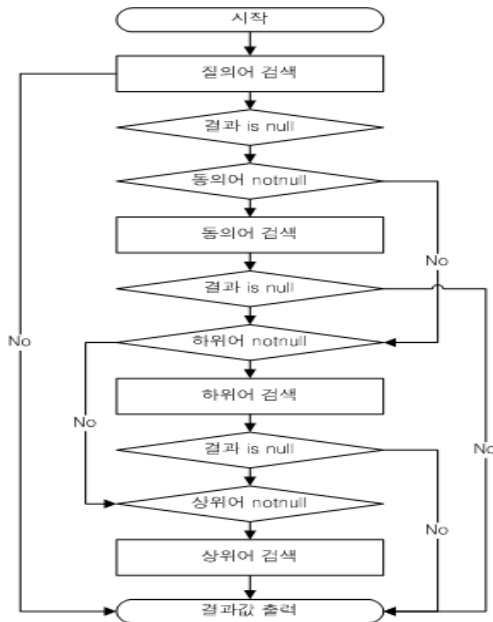 시작
질의어 검색
결과 is null
동의어 notnull
동의어 검색
No
결과 is null
No
하위어 notnull
하위어 검색
No
결과 is null
No
상위어 notnull
No
상위어 검색
결과값 출력